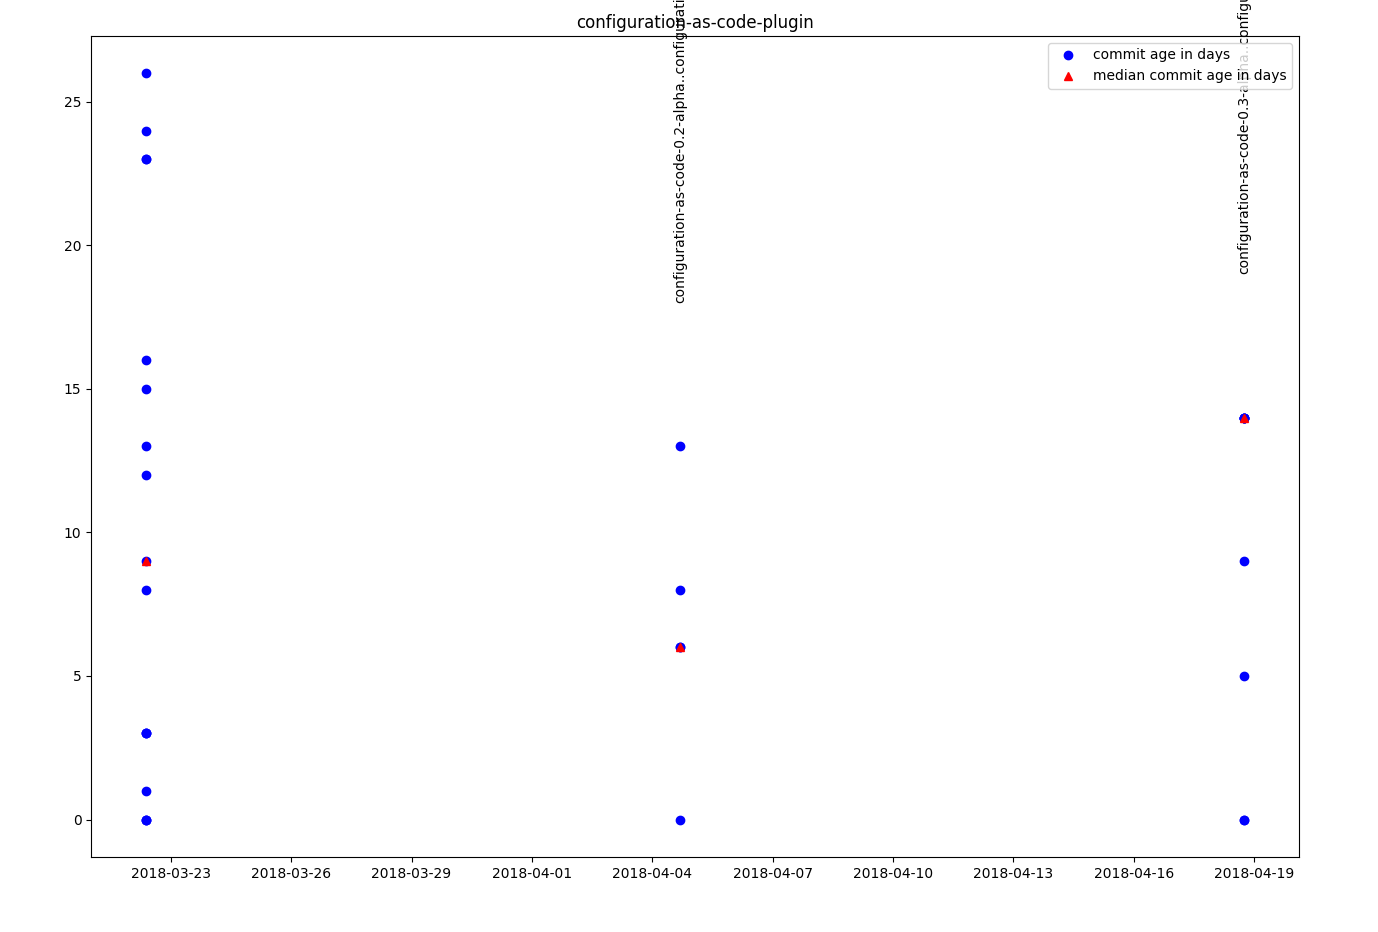 configuration-as-code-plugin
commit age in days
median commit age in days
configuration-as-code-0.2-alpha..configurati
configuration-as-code-0.3-alpha..configu
25
20
15
10
5
0
2018-03-23 2018-03-26 2018-03-29 2018-04-01 2018-04-04 2018-04-07 2018-04-10 2018-04-13 2018-04-16 2018-04-19